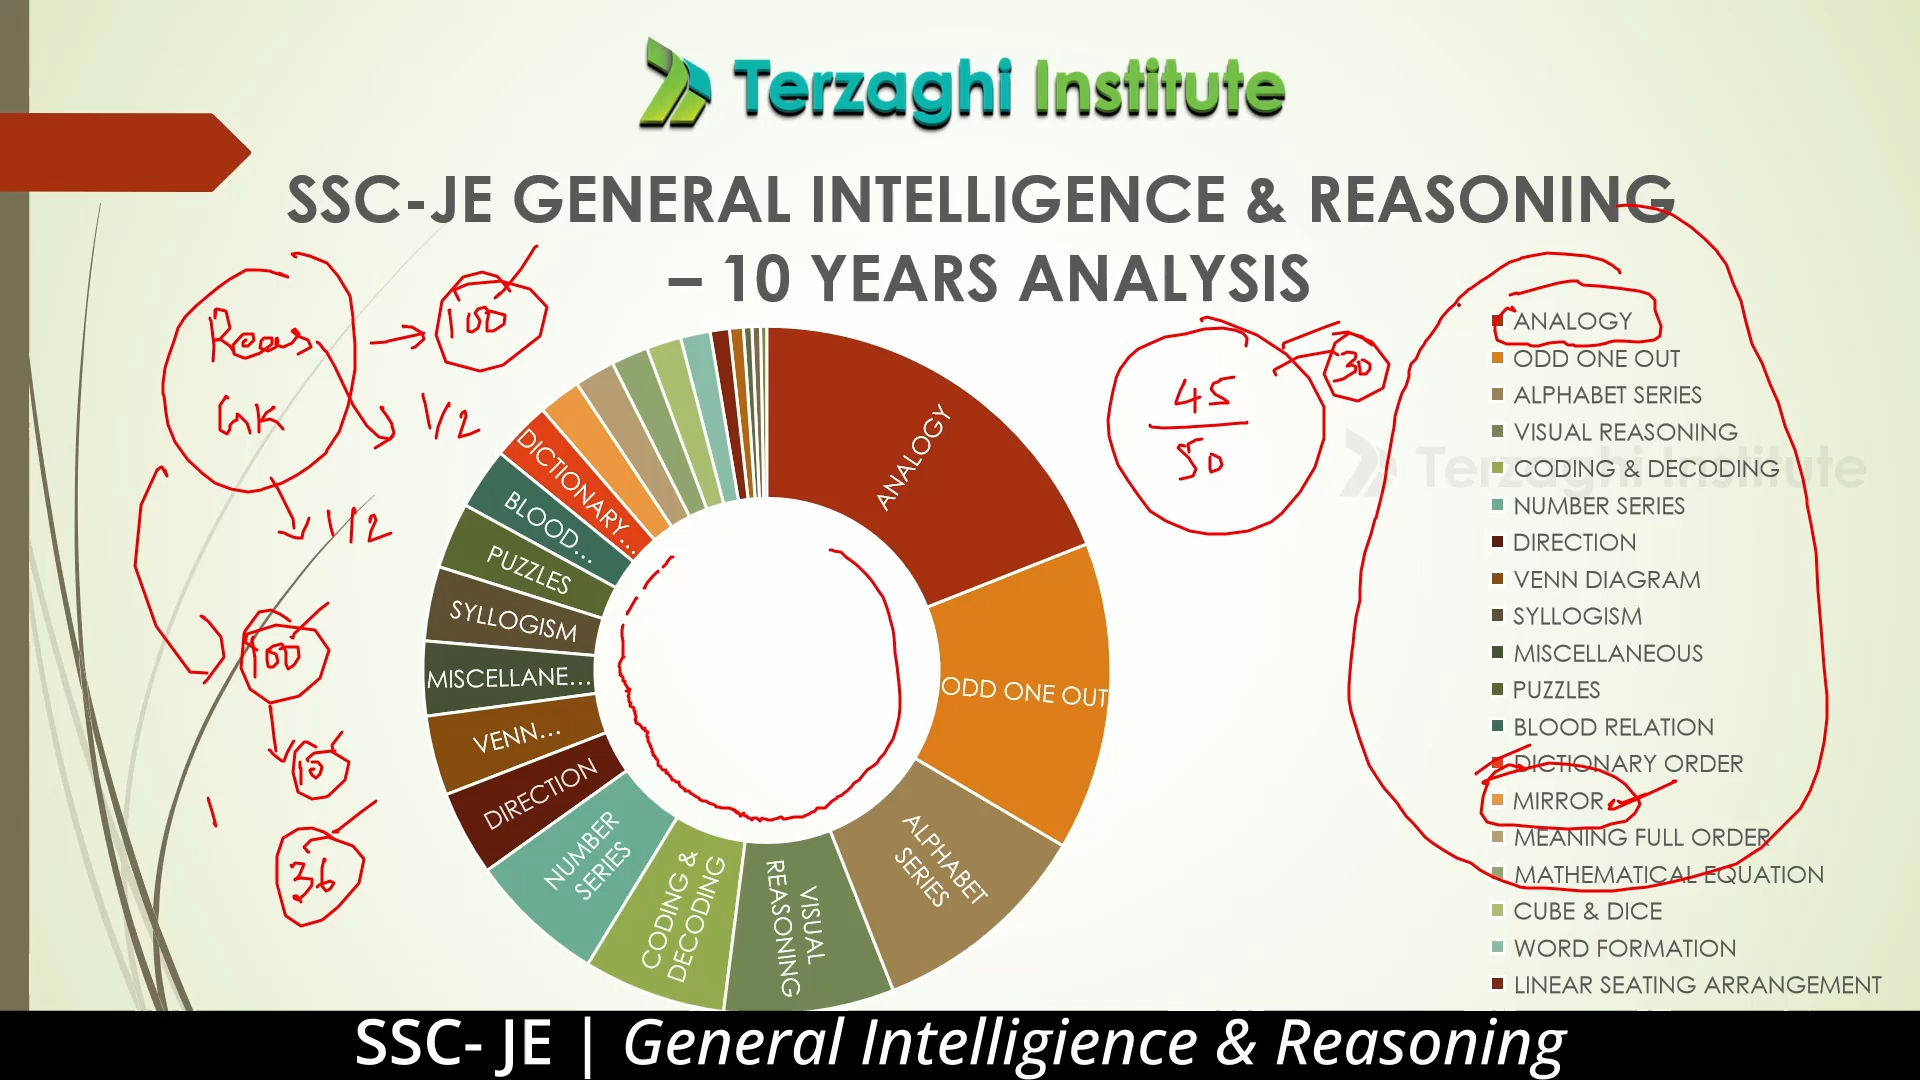 Terzaghi Institute
SSC-JE GENERAL INTELLIGENCE & REASONING
– 10 YEARS ANALYSIS
Reas
GK
100
1/2
1/2
100
10
36
45
50
30
ANALOGY
ODD ONE OUT
ALPHABET
SERIES
VISUAL
REASONING
CODING &
DECODING
NUMBER
SERIES
DIRECTION
VENN...
MISCELLANE...
SYLLOGISM
PUZZLES
BLOOD...
DICTIONARY...
ANALOGY
ODD ONE OUT
ALPHABET SERIES
VISUAL REASONING
Terzaghi Institute
CODING & DECODING
NUMBER SERIES
DIRECTION
VENN DIAGRAM
SYLLOGISM
MISCELLANEOUS
PUZZLES
BLOOD RELATION
DICTIONARY ORDER
MIRROR
MEANING FULL ORDER
MATHEMATICAL EQUATION
CUBE & DICE
WORD FORMATION
LINEAR SEATING ARRANGEMENT
SSC- JE | General Intelligience & Reasoning